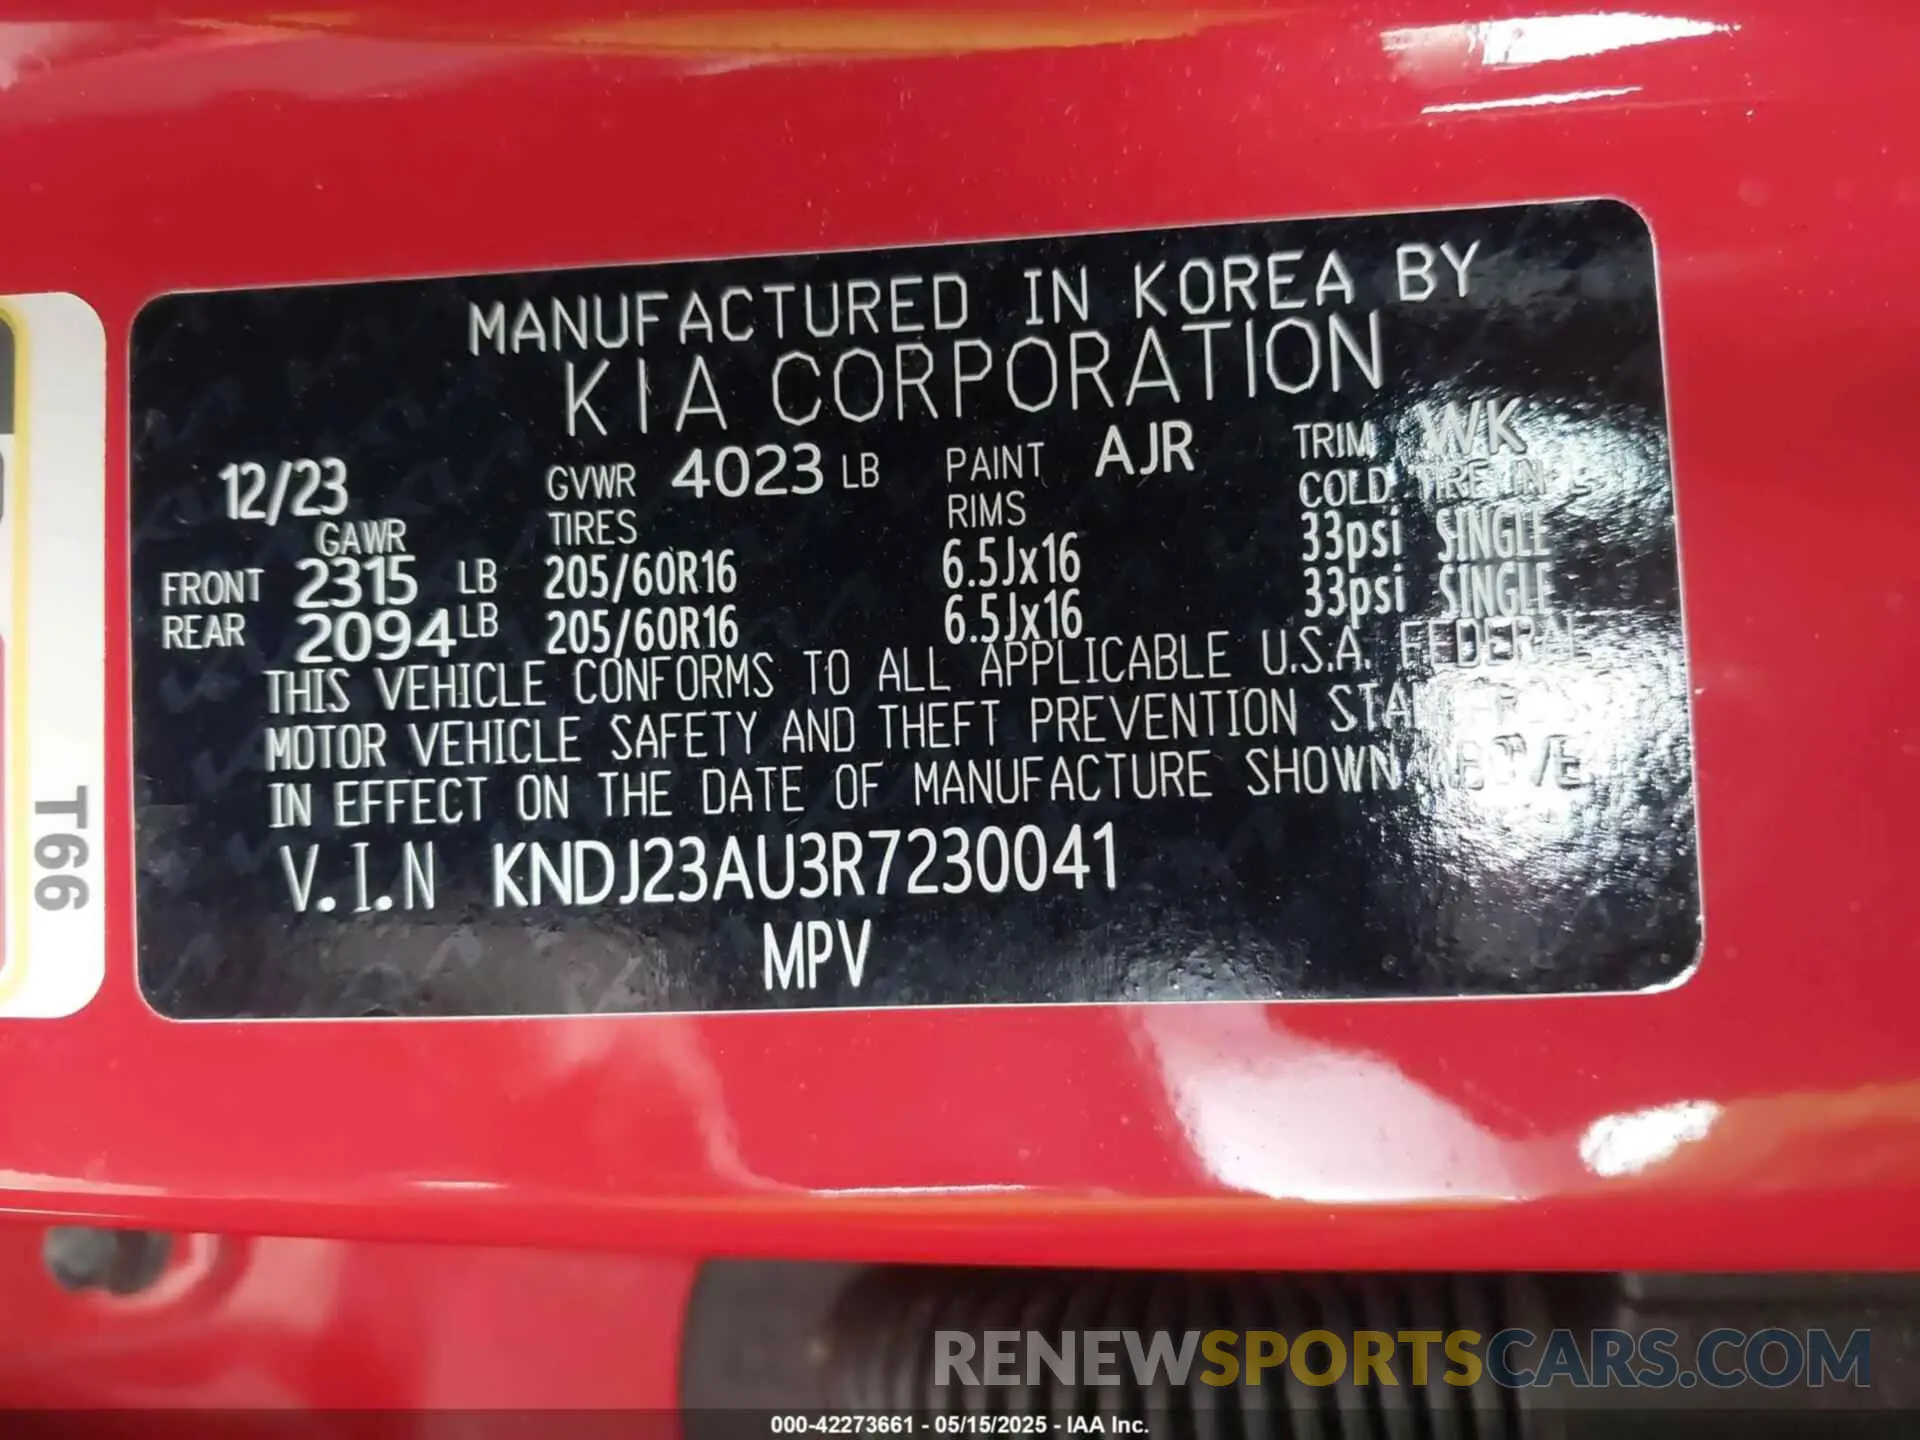 MANUFACTURED IN KOREA BY
KIA CORPORATION
12/23 GVWR 4023 LB PAINT AJR TRIM WK
GAWR TIRES RIMS COLD TIRE
FRONT 2315 LB 205/60R16 6.5Jx16 33psi SINGLE
REAR 2094 LB 205/60R16 6.5Jx16 33psi SINGLE
THIS VEHICLE CONFORMS TO ALL APPLICABLE U.S.A. FEDERAL
MOTOR VEHICLE SAFETY AND THEFT PREVENTION STANDARDS
IN EFFECT ON THE DATE OF MANUFACTURE SHOWN ABOVE
V.I.N KNDJ23AU3R7230041
MPV
T66
RENEWSPORTSCARS.COM
000-42273661 - 05/15/2025 - IAA Inc.